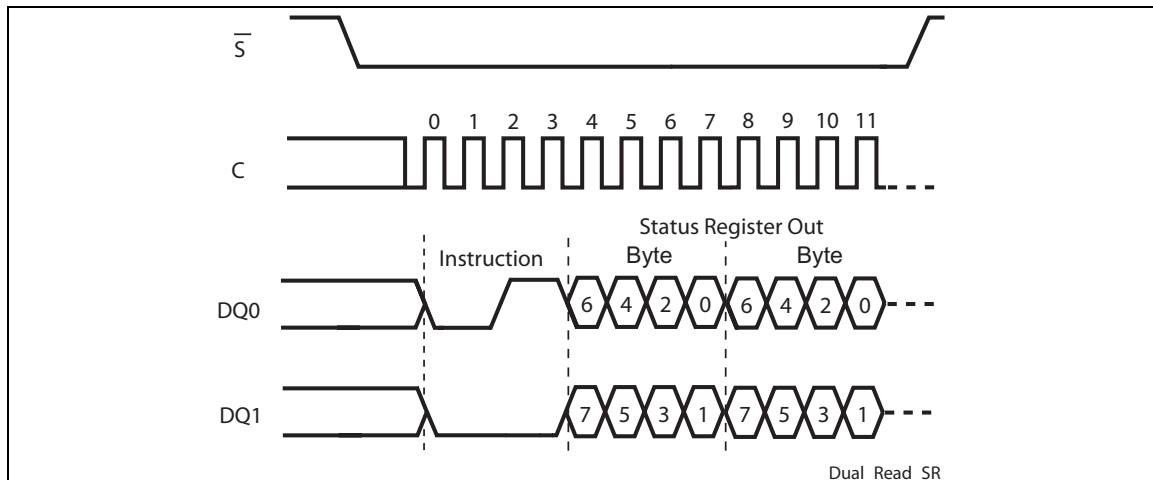 S
0 1 2 3 4 5 6 7 8 9 10 11
C
Status Register Out
Instruction Byte Byte
DQ0 6 4 2 0 6 4 2 0
DQ1 7 5 3 1 7 5 3 1
Dual Read SR